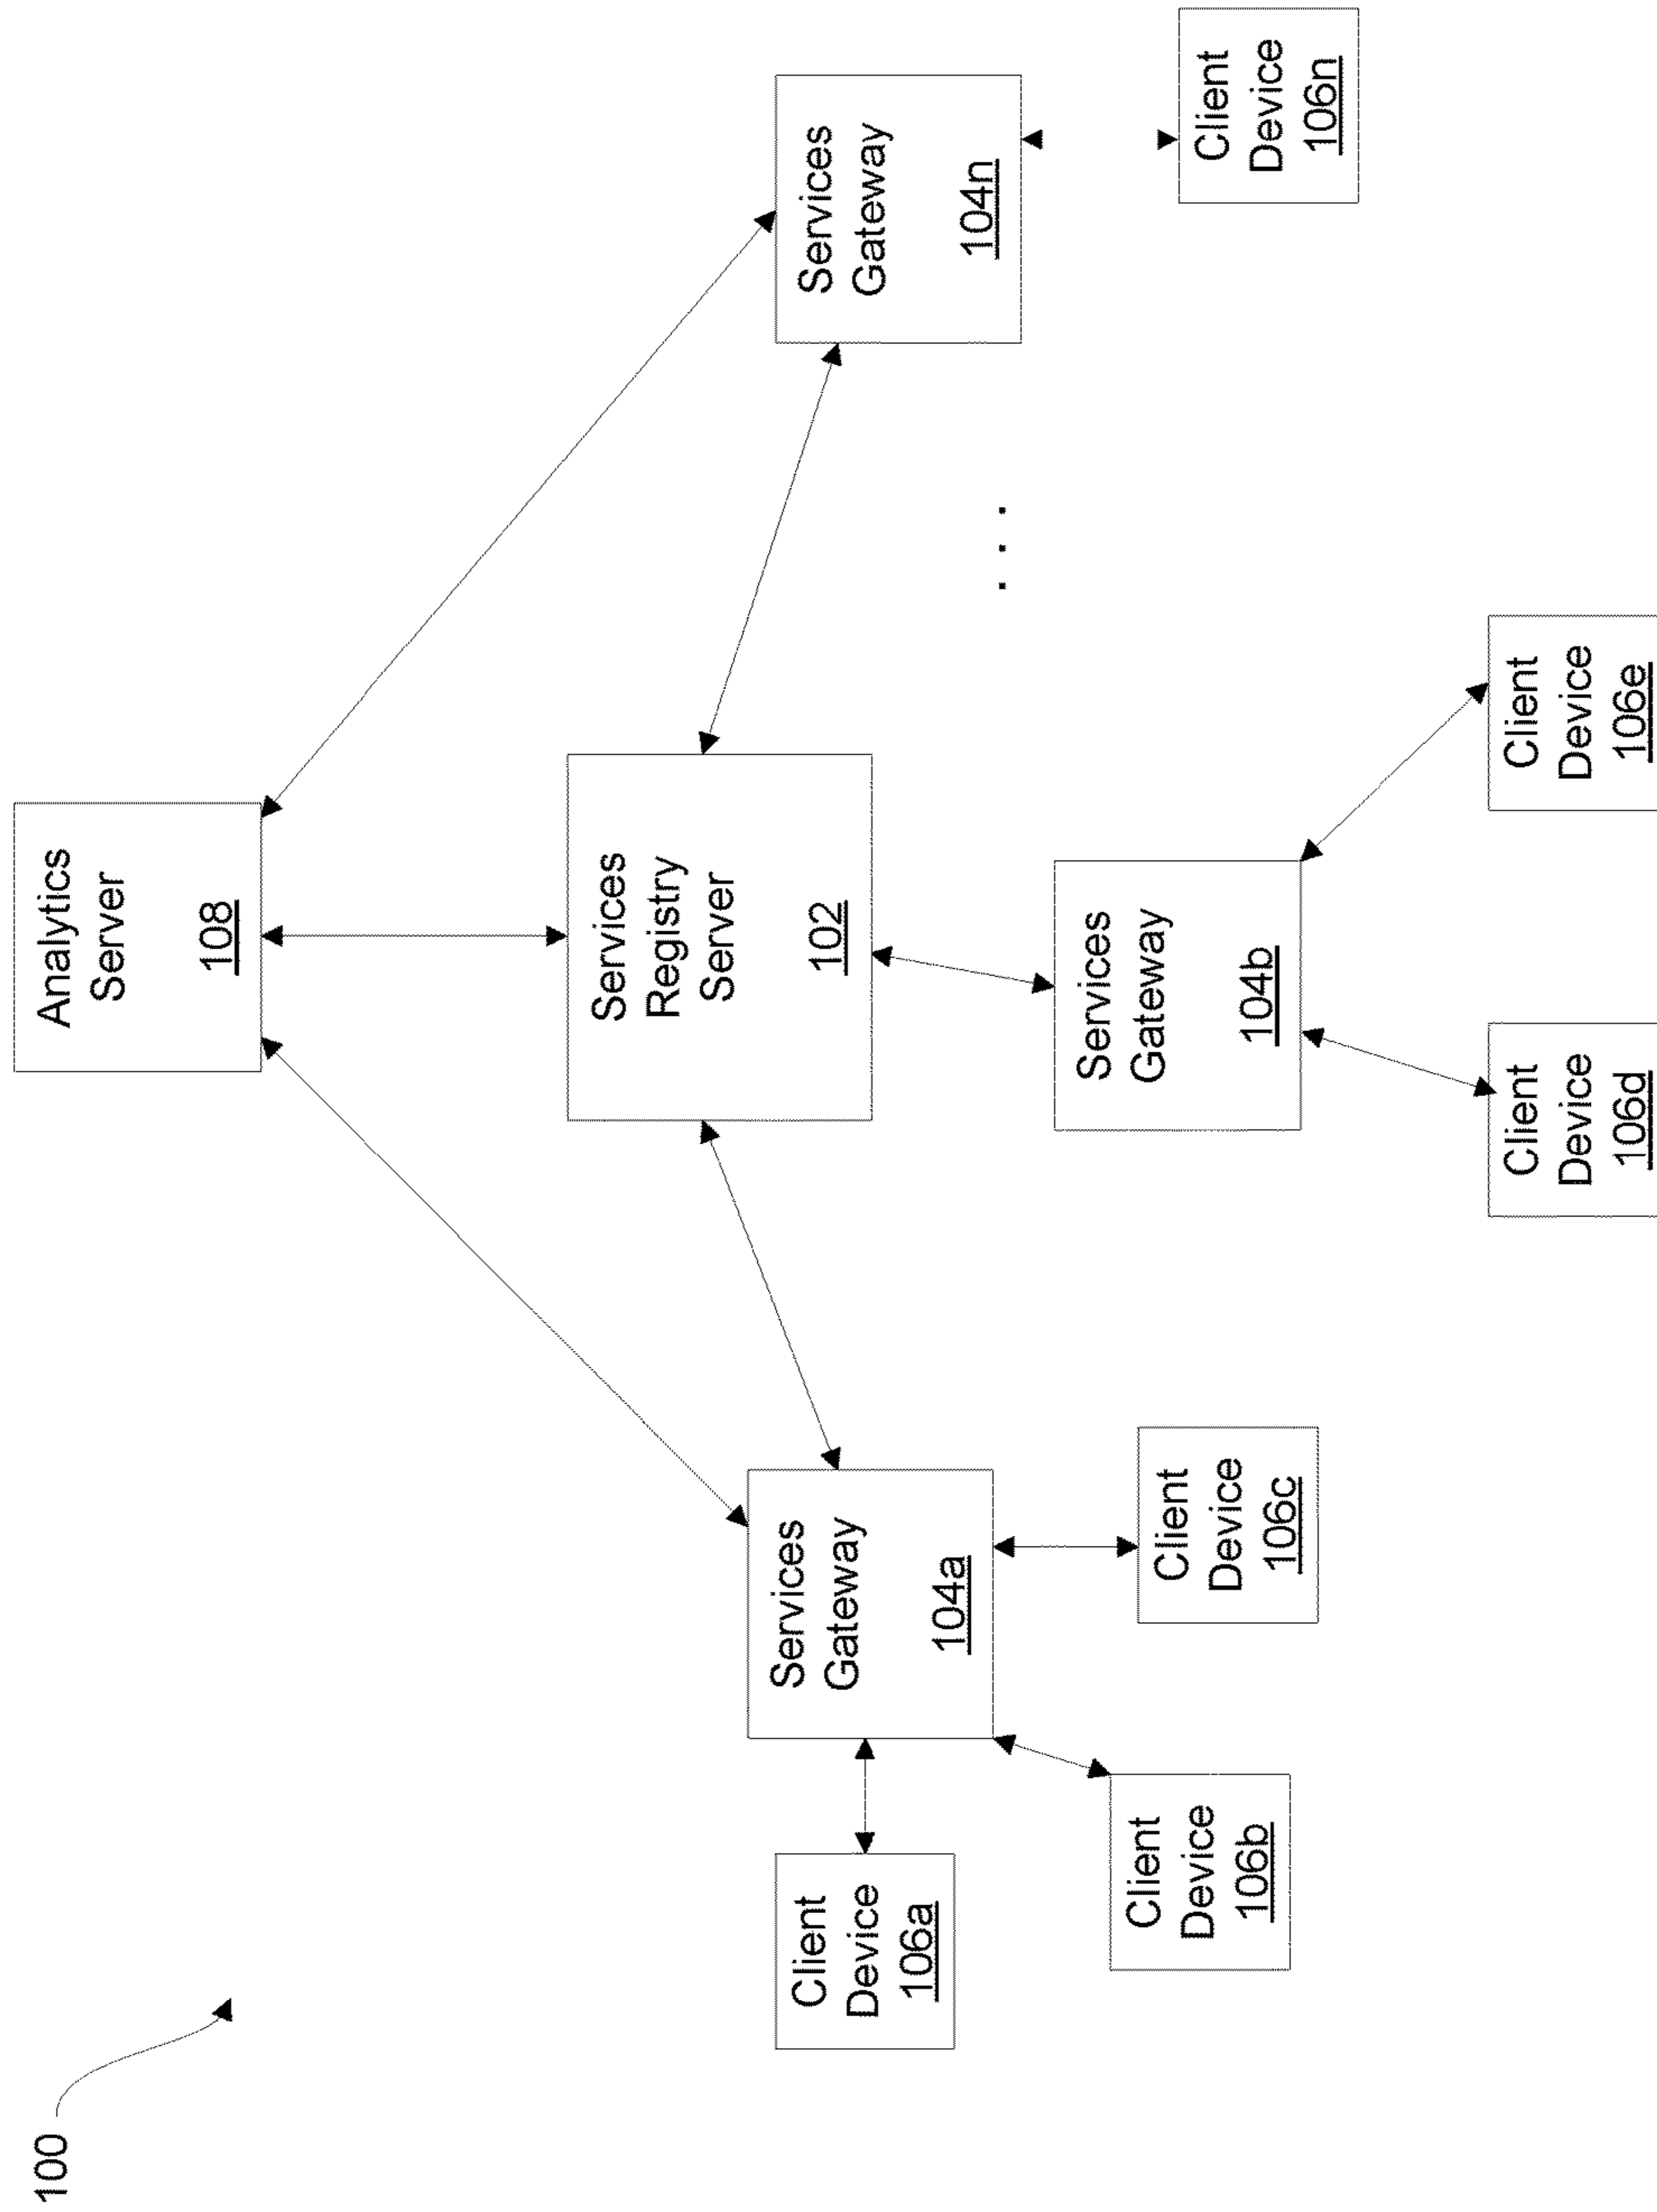 100
Analytics
Server
108
Services
Registry
Server
102
Services
Gateway
104a
Services
Gateway
104b
Services
Gateway
104n
. . .
Client
Device
106a
Client
Device
106b
Client
Device
106c
Client
Device
106d
Client
Device
106e
Client
Device
106n